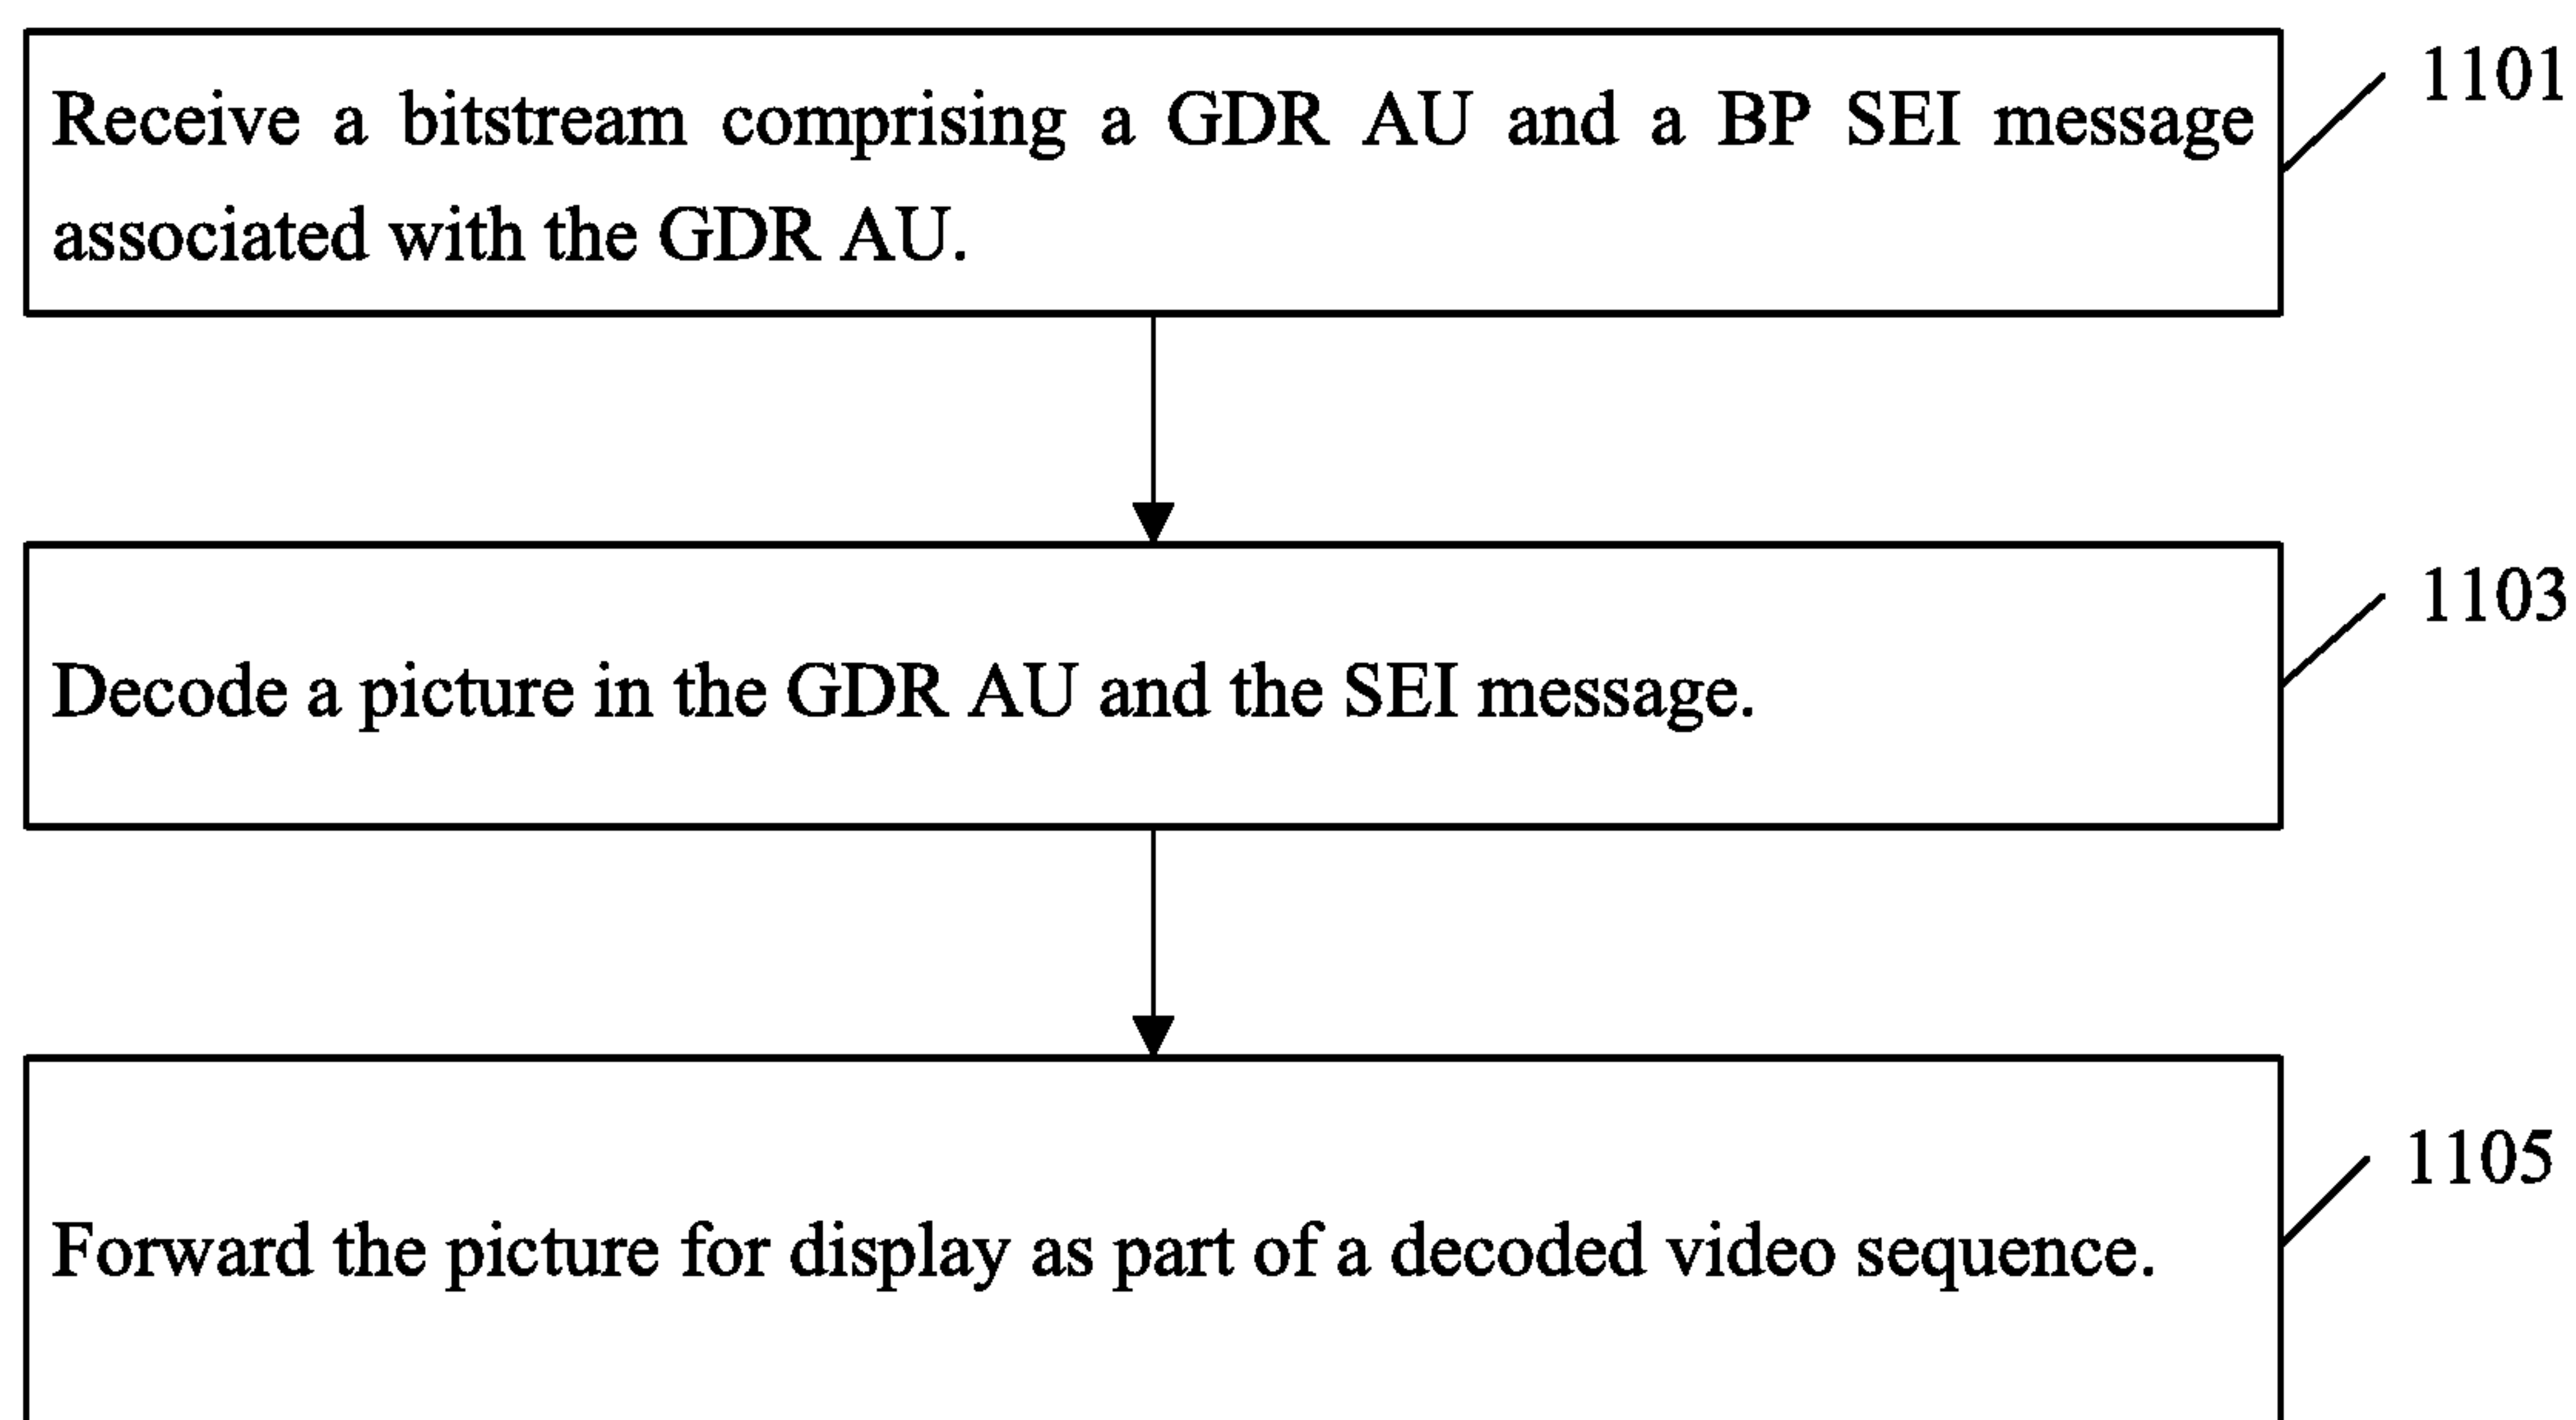 Receive a bitstream comprising a GDR AU and a BP SEI message
1101
associated with the GDR AU.
1103
Decode a picture in the GDR AU and the SEI message.
1105
Forward the picture for display as part of a decoded video sequence.